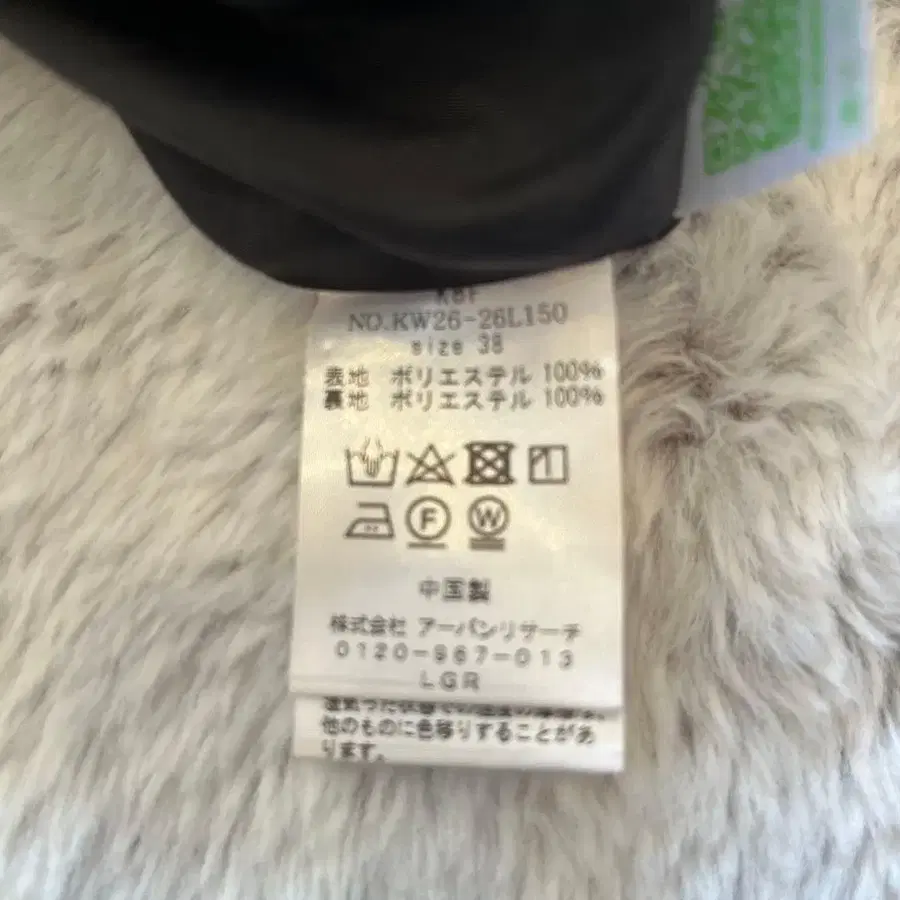 KBF
NO.KW26-26L150
size 38
表地 ポリエステル 100%
裏地 ポリエステル 100%
F W
中国製
株式会社 アーバンリサーチ
0120-967-013
LGR
他のものに色移りすることがあ
ります。